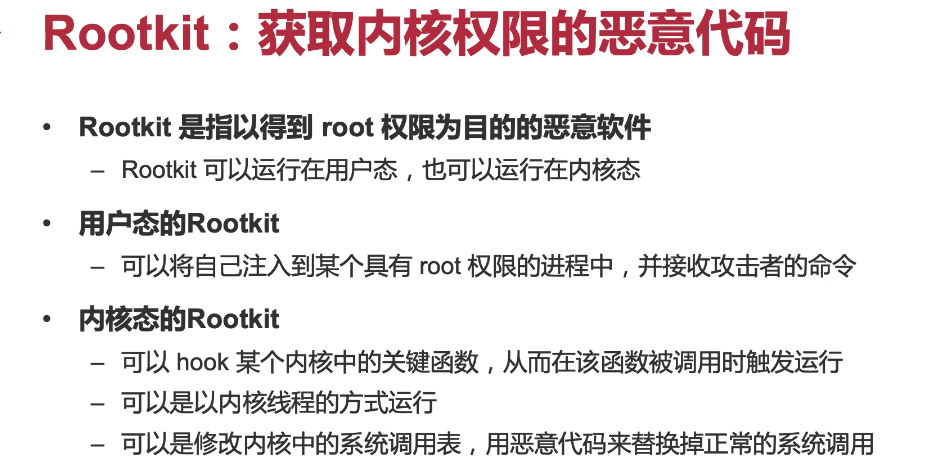 Rootkit：获取内核权限的恶意代码
• Rootkit 是指以得到 root 权限为目的的恶意软件
– Rootkit 可以运行在用户态，也可以运行在内核态
• 用户态的Rootkit
– 可以将自己注入到某个具有 root 权限的进程中，并接收攻击者的命令
• 内核态的Rootkit
– 可以 hook 某个内核中的关键函数，从而在该函数被调用时触发运行
– 可以是以内核线程的方式运行
– 可以是修改内核中的系统调用表，用恶意代码来替换掉正常的系统调用